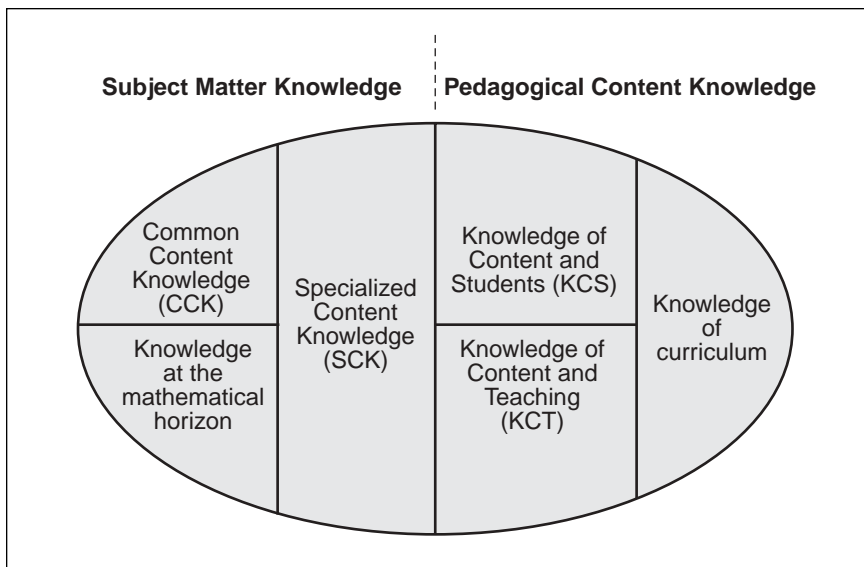 Subject Matter Knowledge
Pedagogical Content Knowledge
Common
Content
Knowledge
(CCK)
Knowledge
at the
mathematical
horizon
Specialized
Content
Knowledge
(SCK)
Knowledge of
Content and
Students (KCS)
Knowledge of
Content and
Teaching
(KCT)
Knowledge
of
curriculum